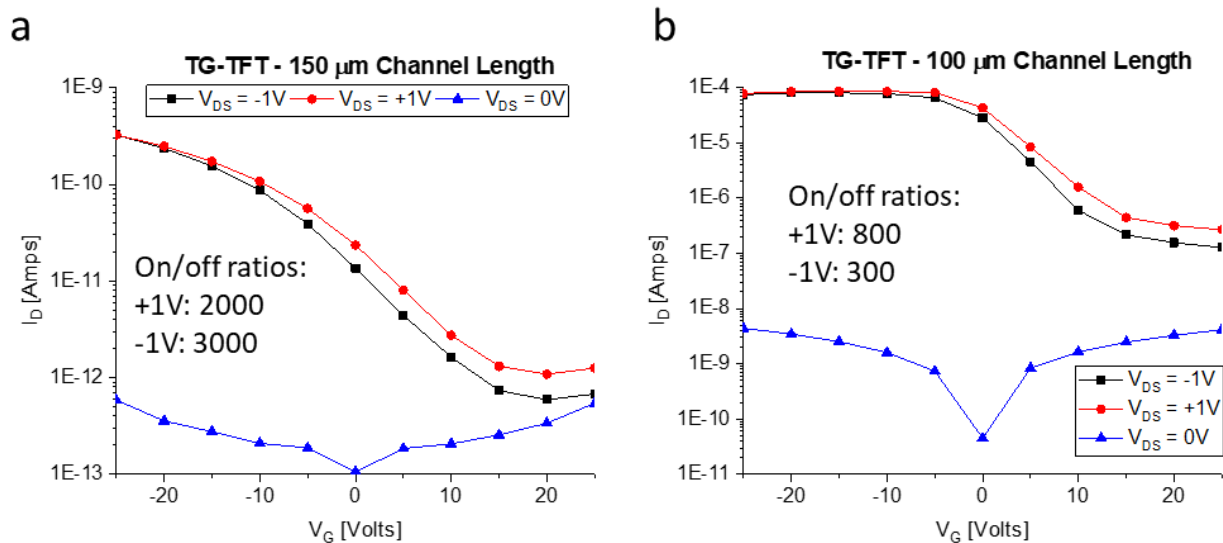 a
TG-TFT - 150 μm Channel Length
V_DS = -1V V_DS = +1V V_DS = 0V
1E-9
1E-10
1E-11
1E-12
1E-13
I_D [Amps]
On/off ratios:
+1V: 2000
-1V: 3000
-20 -10 0 10 20
V_G [Volts]
b
TG-TFT - 100 μm Channel Length
1E-4
1E-5
1E-6
1E-7
1E-8
1E-9
1E-10
1E-11
I_D [Amps]
On/off ratios:
+1V: 800
-1V: 300
V_DS = -1V
V_DS = +1V
V_DS = 0V
-20 -10 0 10 20
V_G [Volts]